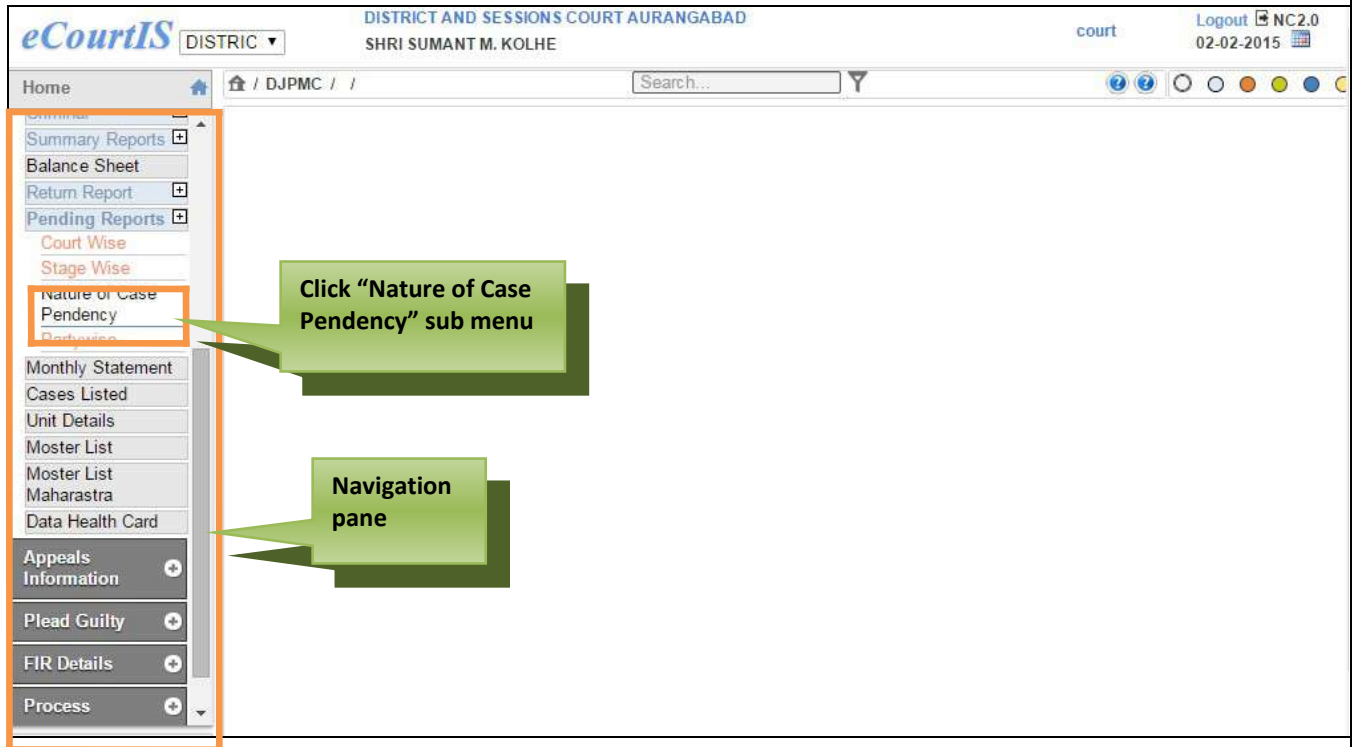 DISTRICT AND SESSIONS COURT AURANGABAD
eCourtIS DISTRIC
SHRI SUMANT M. KOLHE
court
Logout NC2.0
02-02-2015
Home
/ DJPMC / /
Search...
Criminal
Summary Reports
Balance Sheet
Return Report
Pending Reports
Court Wise
Stage Wise
Nature of Case
Pendency
Partywise
Monthly Statement
Cases Listed
Unit Details
Moster List
Moster List
Maharastra
Data Health Card
Appeals
Information
Plead Guilty
FIR Details
Process
Click “Nature of Case
Pendency” sub menu
Navigation
pane